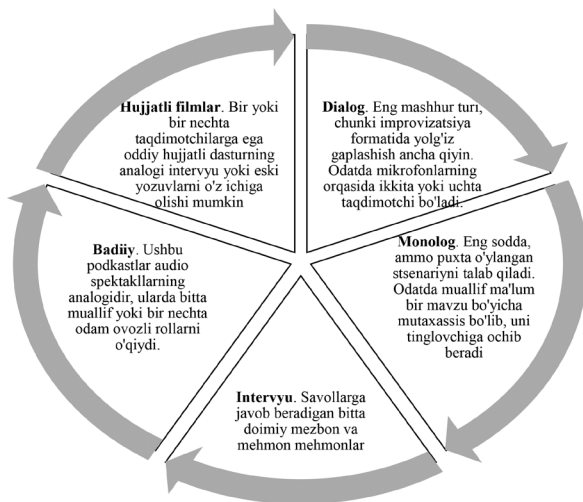 Hujjatli filmlar. Bir yoki
bir nechta
taqdimotchilarga ega
oddiy hujjatli dasturning
analogi intervyu yoki eski
yozuvlarni o'z ichiga
olishi mumkin
Dialog. Eng mashhur turi,
chunki improvizatsiya
formatida yolg'iz
gaplashish ancha qiyin.
Odatda mikrofonlarning
orqasida ikkita yoki uchta
taqdimotchi bo'ladi.
Monolog. Eng sodda,
ammo puxta o'ylangan
stsenariyni talab qiladi.
Odatda muallif ma'lum
bir mavzu bo'yicha
mutaxassis bo'lib, uni
tinglovchiga ochib
beradi
Intervyu. Savollarga
javob beradigan bitta
doimiy mezbon va
mehmon mehmonlar
Badiiy. Ushbu
podkastlar audio
spektakllarning
analogidir, ularda bitta
muallif yoki bir nechta
odam ovozli rollarni
o'qiydi.